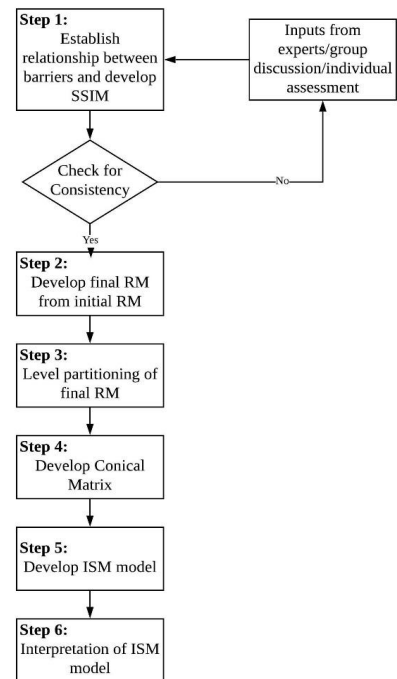 Step 1:
Establish
relationship between
barriers and develop
SSIM
Inputs from
experts/group
discussion/individual
assessment
Check for
Consistency
No
Yes
Step 2:
Develop final RM
from initial RM
Step 3:
Level partitioning of
final RM
Step 4:
Develop Conical
Matrix
Step 5:
Develop ISM model
Step 6:
Interpretation of ISM
model